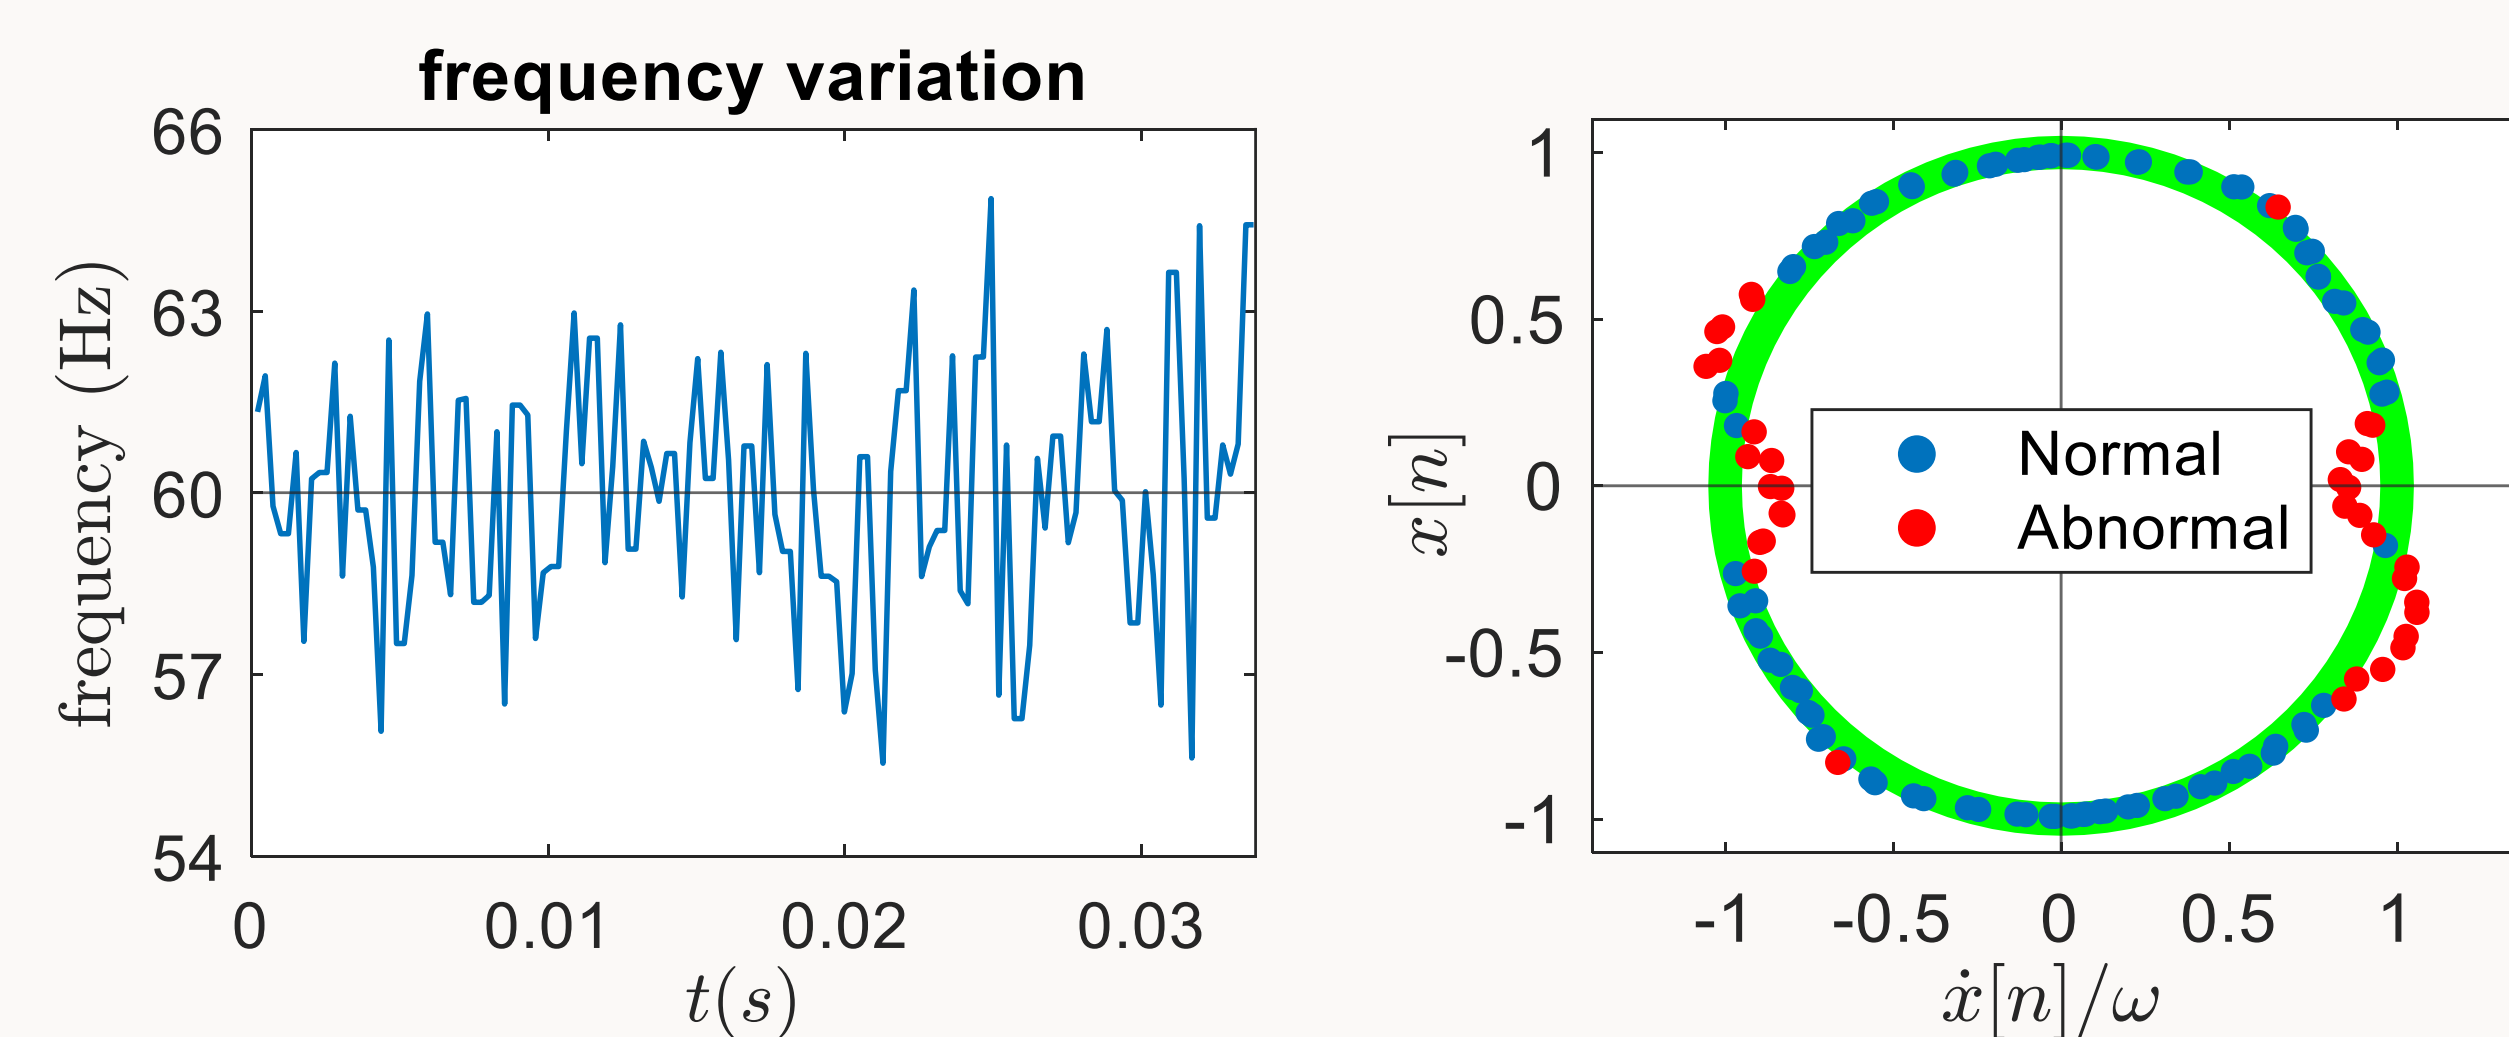 frequency variation
66
63
60
57
54
frequency (Hz)
0 0.01 0.02 0.03
t(s)
1
0.5
0
-0.5
-1
x[n]
Normal
Abnormal
-1 -0.5 0 0.5 1
ẋ[n]/ω